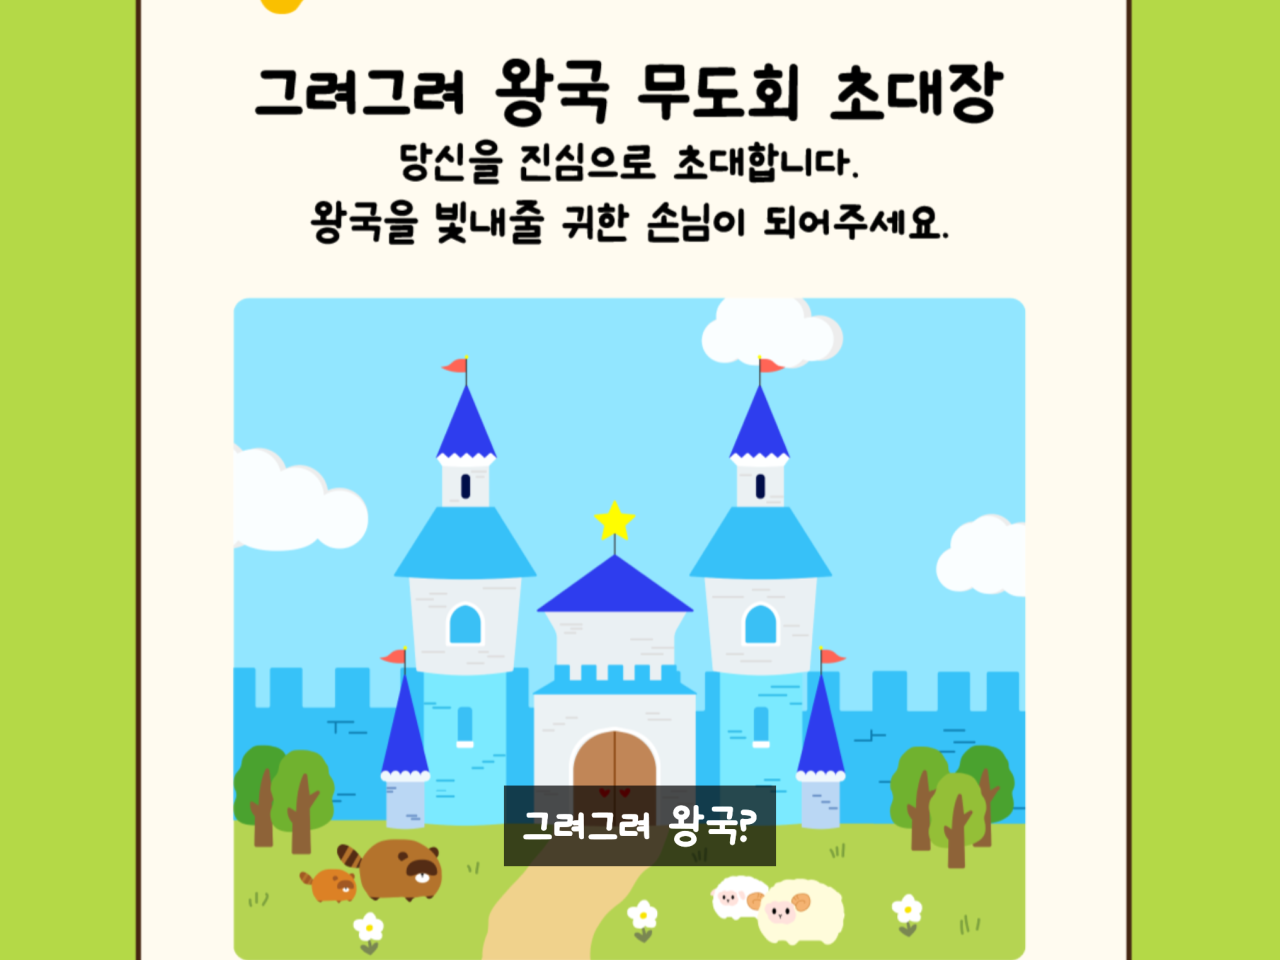 그려그려 왕국 무도회 초대장
당신을 진심으로 초대합니다.
왕국을 빛내줄 귀한 손님이 되어주세요.
그려그려 왕국?